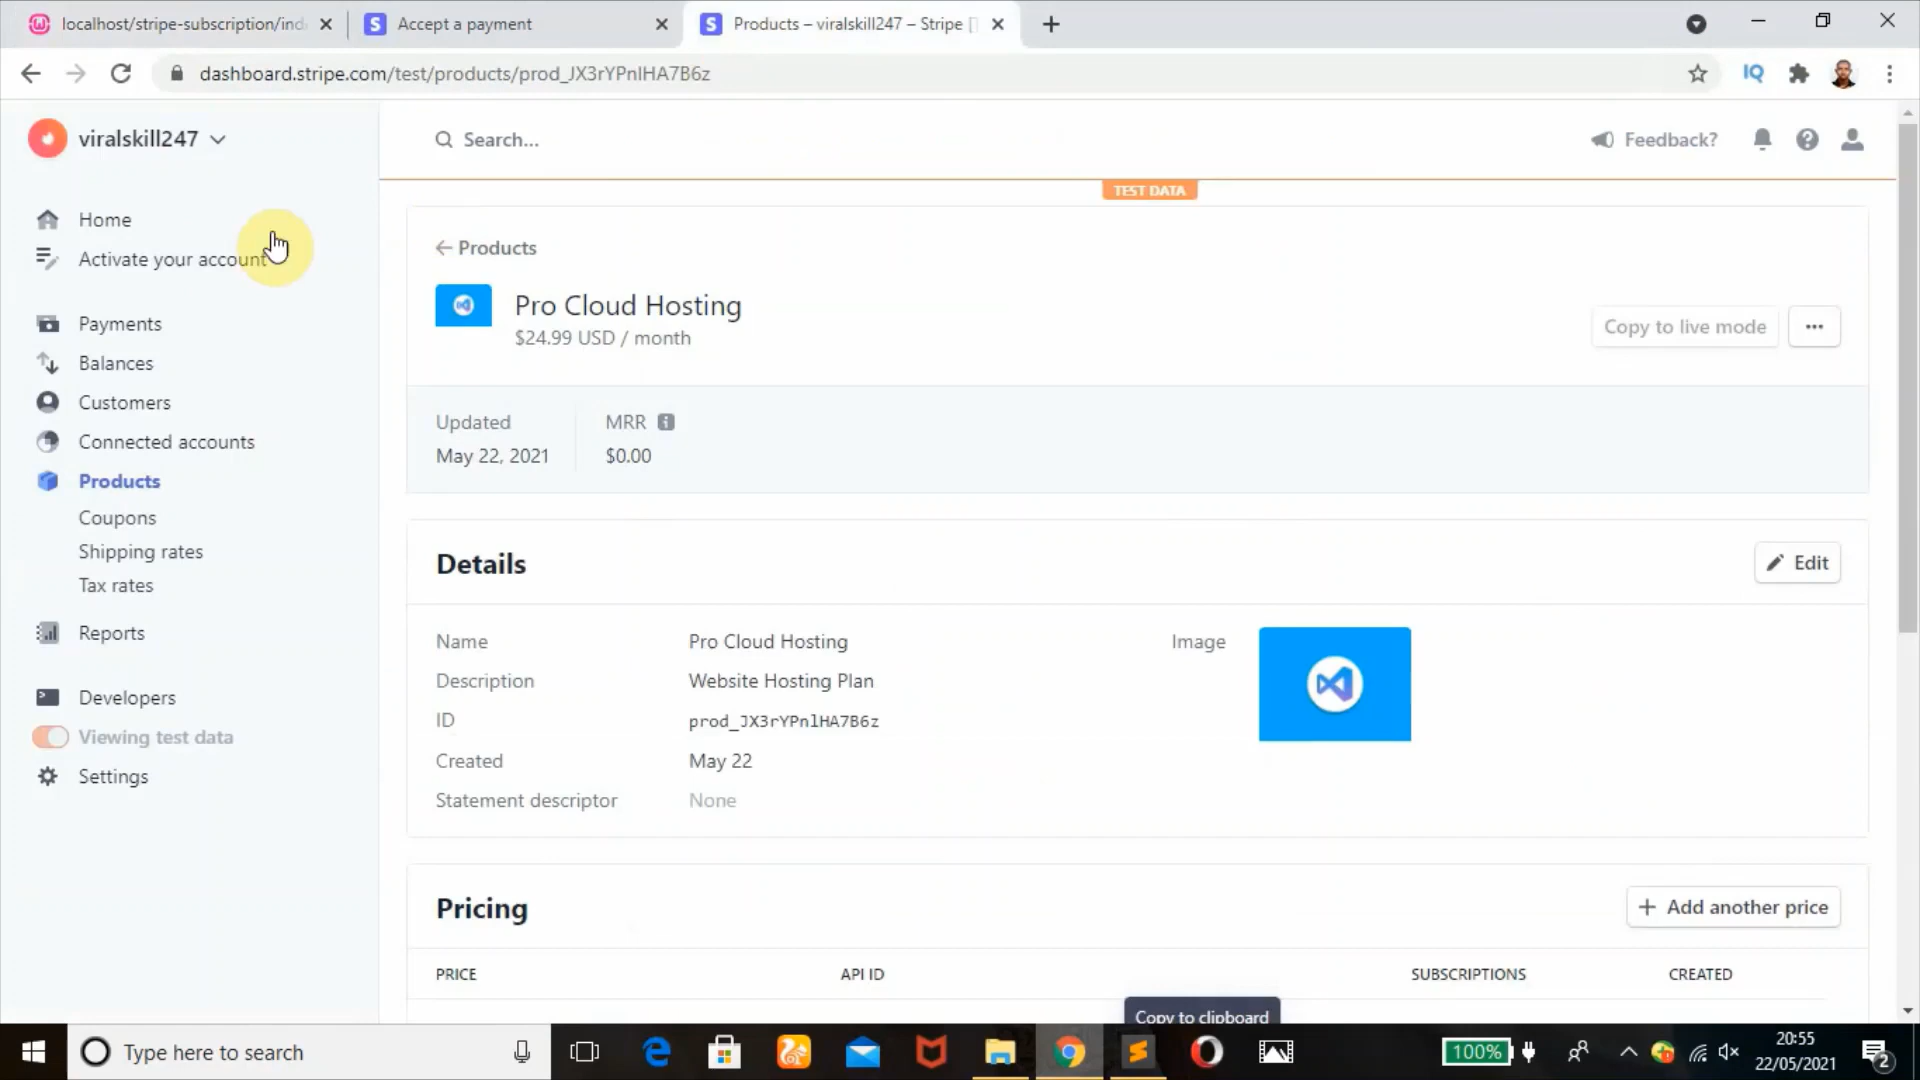 localhost/stripe-subscription/ind
Accept a payment
Products – viralskill247 – Stripe [
dashboard.stripe.com/test/products/prod_JX3rYPnlHA7B6z
IQ
viralskill247
Search...
Feedback?
TEST DATA
Home
Activate your account
Payments
Balances
Customers
Connected accounts
Products
Coupons
Shipping rates
Tax rates
Reports
Developers
Viewing test data
Settings
Products
Pro Cloud Hosting
$24.99 USD / month
Copy to live mode
Updated
May 22, 2021
MRR
$0.00
Details
Edit
Name Pro Cloud Hosting
Description Website Hosting Plan
ID prod_JX3rYPnlHA7B6z
Created May 22
Statement descriptor None
Image
Pricing
+ Add another price
PRICE API ID SUBSCRIPTIONS CREATED
Copy to clipboard
Type here to search
100%
20:55
22/05/2021
2